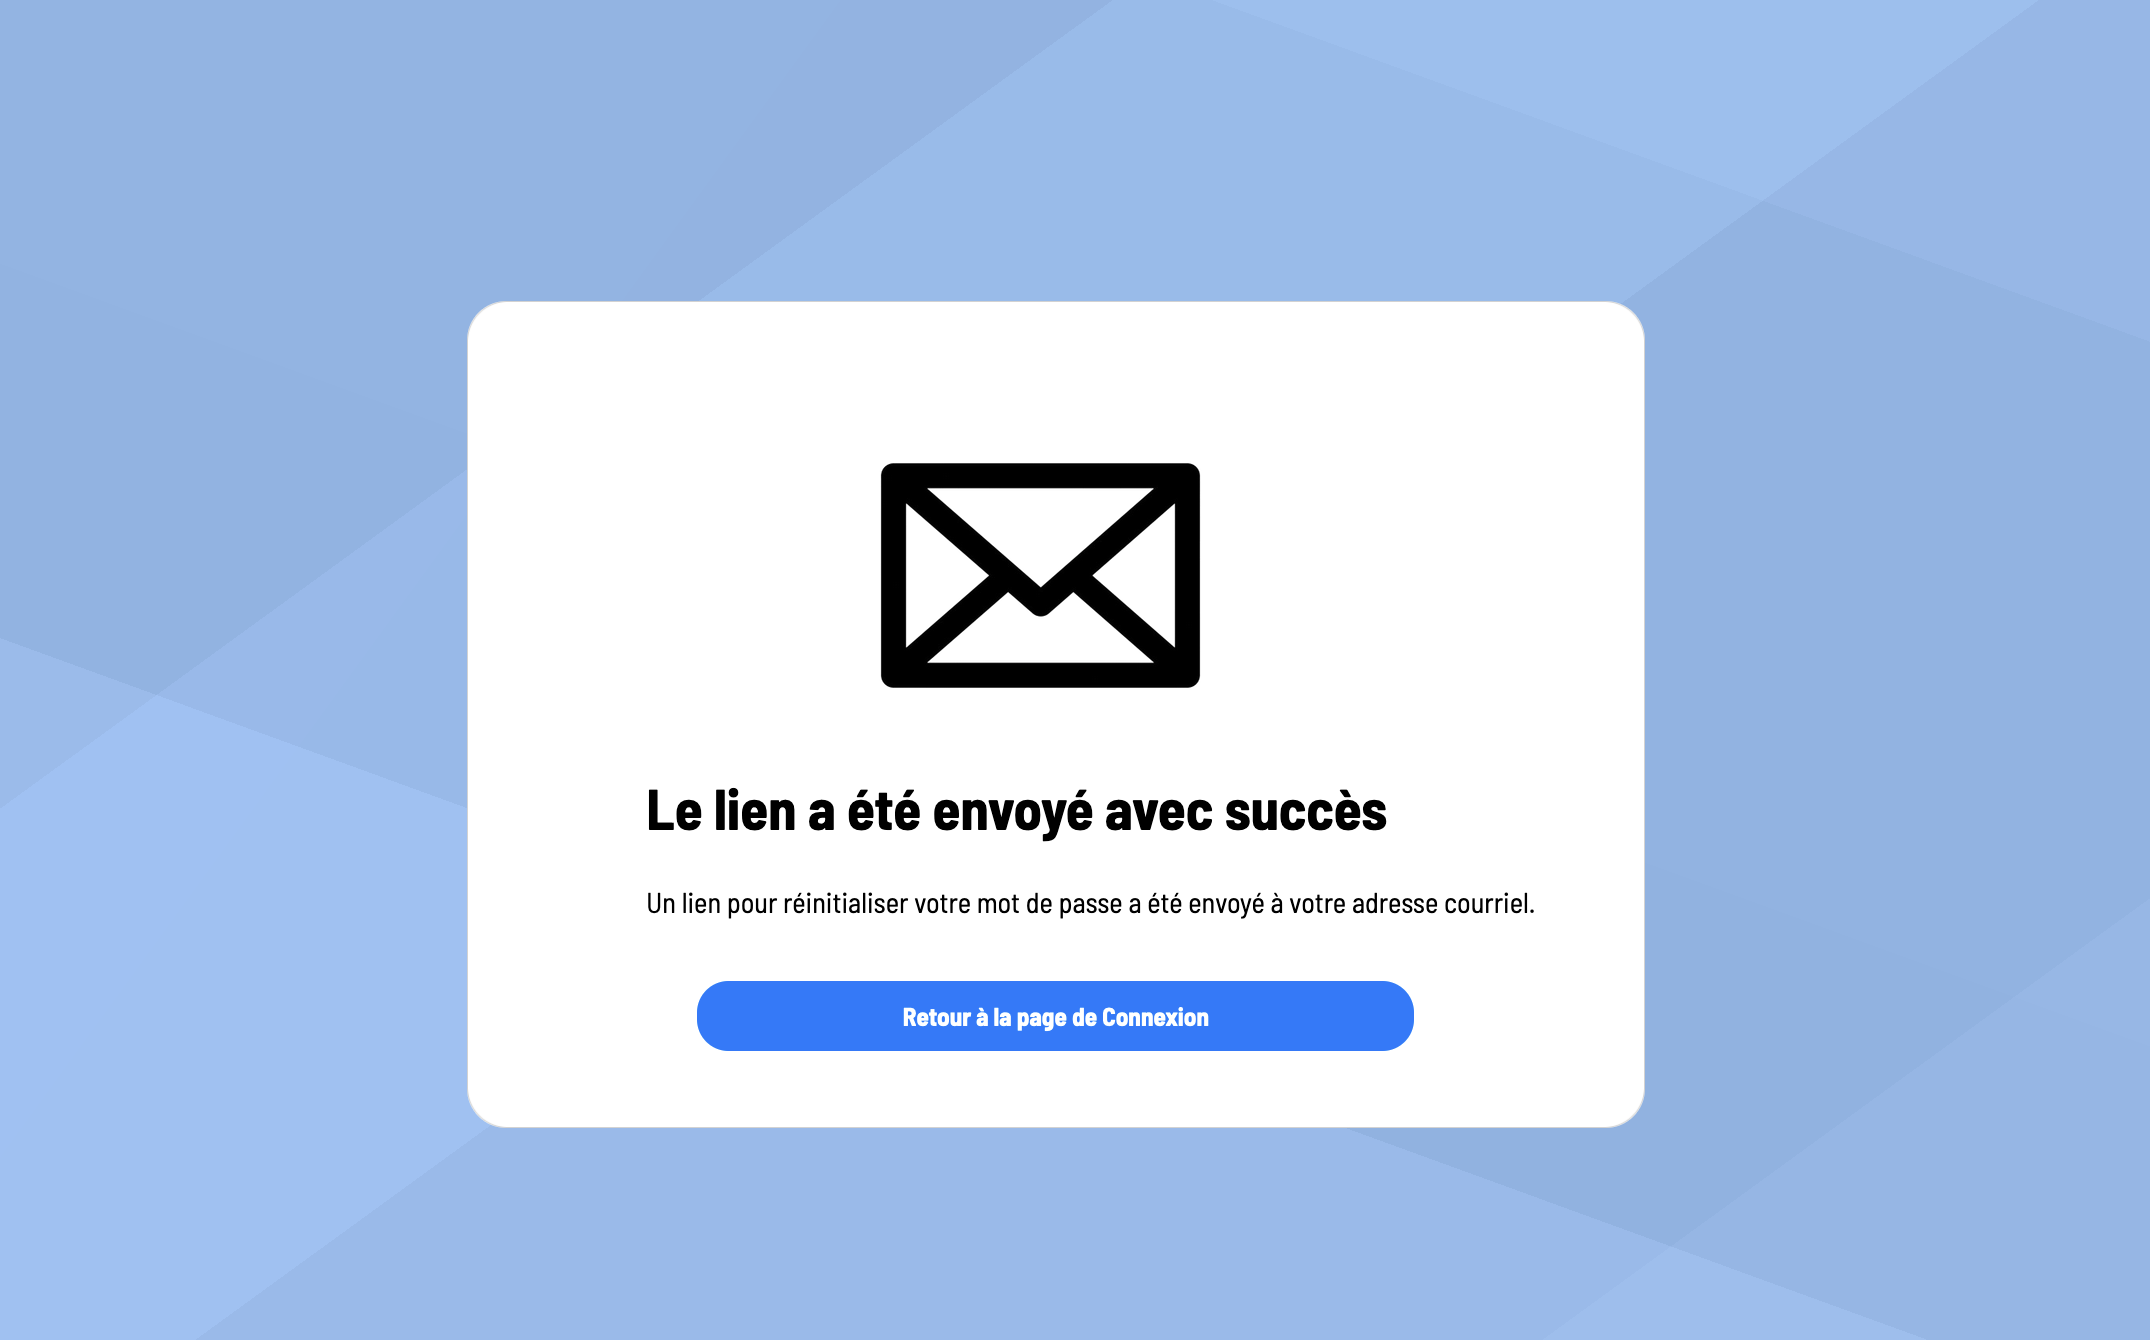 Le lien a été envoyé avec succès
Un lien pour réinitialiser votre mot de passe a été envoyé à votre adresse courriel.
Retour à la page de Connexion